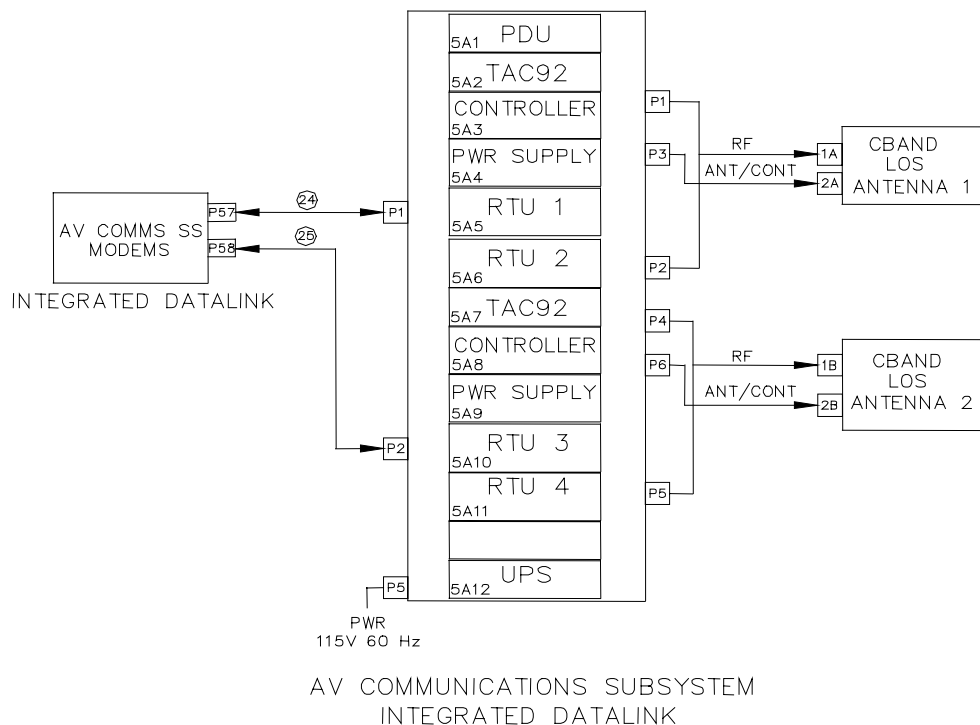 PDU
5A1
TAC92
5A2
CONTROLLER
5A3
PWR SUPPLY
5A4
RTU 1
5A5
RTU 2
5A6
TAC92
5A7
CONTROLLER
5A8
PWR SUPPLY
5A9
RTU 3
5A10
RTU 4
5A11
UPS
5A12
AV COMMS SS
MODEMS
P57
P58
INTEGRATED DATALINK
24
25
P1
P2
P5
PWR
115V 60 Hz
P1
P3
P2
P4
P6
P5
RF
ANT/CONT
1A
2A
CBAND
LOS
ANTENNA 1
RF
ANT/CONT
1B
2B
CBAND
LOS
ANTENNA 2
AV COMMUNICATIONS SUBSYSTEM
INTEGRATED DATALINK